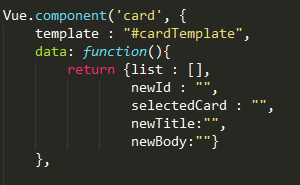 Vue.component('card', {
    template : "#cardTemplate",
    data: function(){
        return {list : [],
                newId : "",
                selectedCard : "",
                newTitle:"",
                newBody:""}
    },